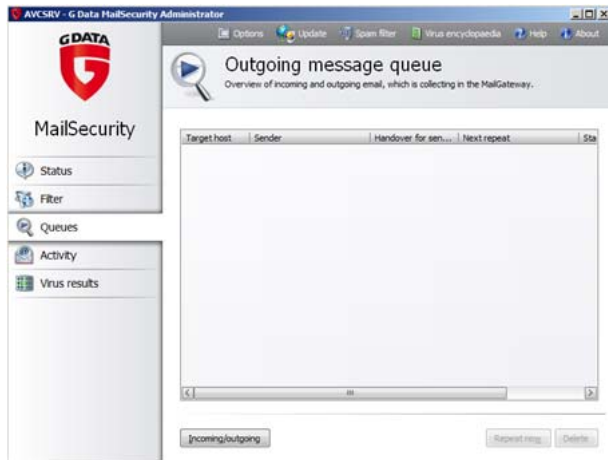 AVCSRV - G Data MailSecurity Administrator
Options Update Spam filter Virus encyclopaedia Help About
G DATA
G
MailSecurity
Outgoing message queue
Overview of incoming and outgoing email, which is collecting in the MailGateway.
Status
Filter
Queues
Activity
Virus results
Target host Sender Handover for sen... Next repeat Sta
Incoming/outgoing Repeat now Delete